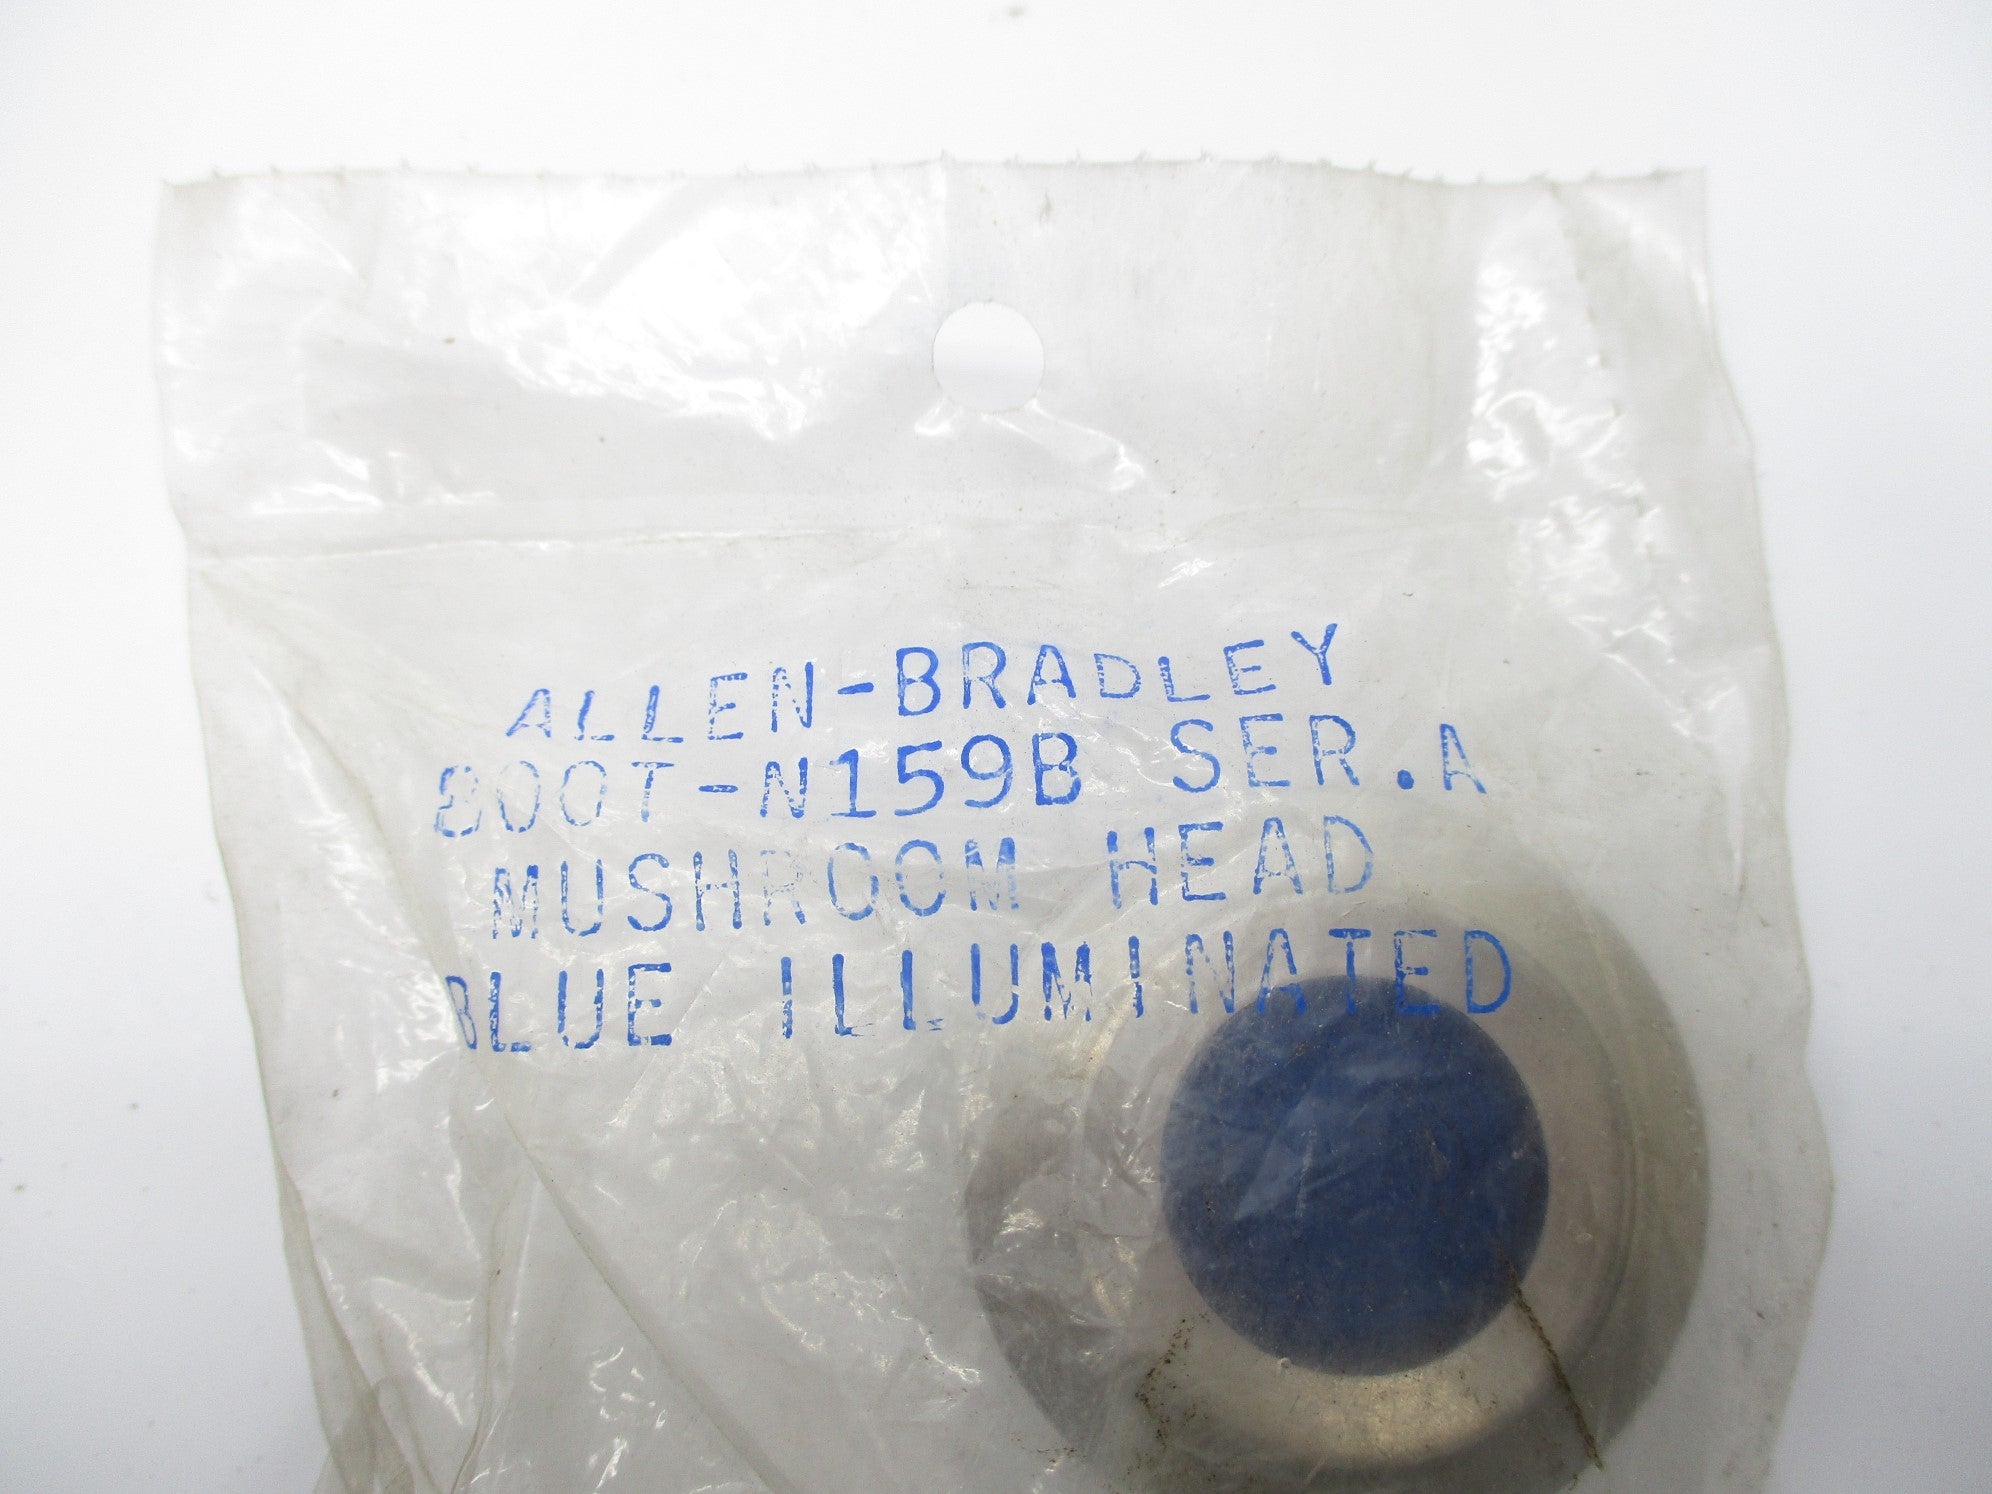 ALLEN-BRADLEY
800T-N159B SER.A
MUSHROOM HEAD
BLUE ILLUMINATED